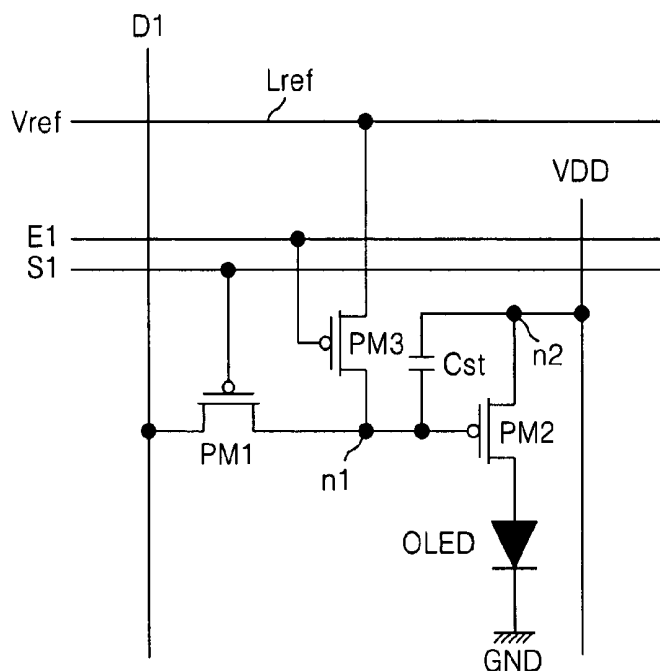 D1
Lref
Vref
VDD
E1
S1
PM3
Cst
n2
PM1
n1
PM2
OLED
GND